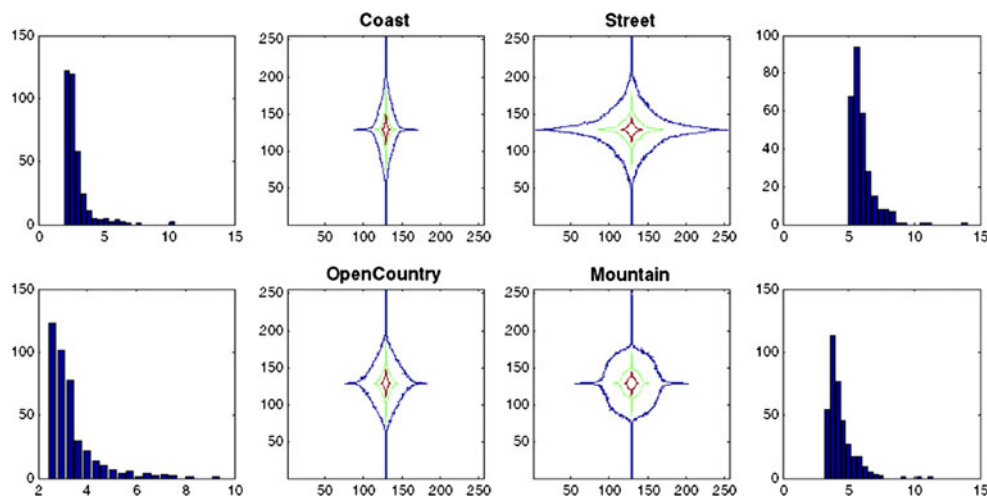 Coast Street
150 250 250 100
200 200 80
100 150 150 60
50 100 100 40
50 50 20
0 0
0 5 10 15 50 100 150 200 250 50 100 150 200 250 0 5 10 15
OpenCountry Mountain
150 250 250 150
200 200
100 150 150 100
50 100 100 50
50 50
0 0
2 4 6 8 10 50 100 150 200 250 50 100 150 200 250 0 5 10 15